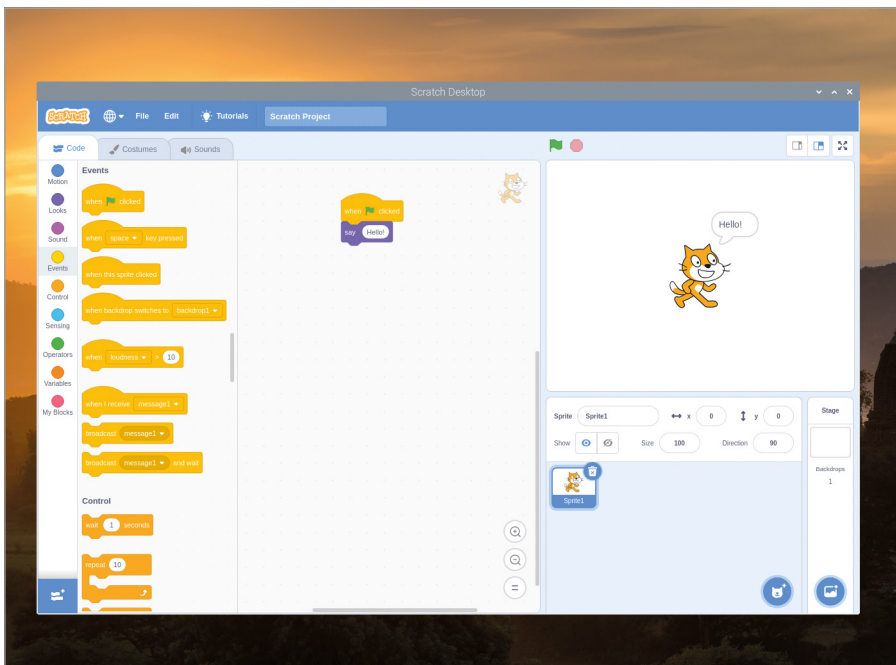 Scratch Desktop
SCRATCH File Edit Tutorials Scratch Project
Code Costumes Sounds
Motion
Looks
Sound
Events
Control
Sensing
Operators
Variables
My Blocks
Events
when clicked
when space key pressed
when this sprite clicked
when backdrop switches to backdrop1
when loudness > 10
when I receive message1
broadcast message1
broadcast message1 and wait
Control
wait 1 seconds
repeat 10
when clicked
say Hello!
Hello!
Sprite Sprite1 x 0 y 0
Show Size 100 Direction 90
Sprite1
Stage
Backdrops
1